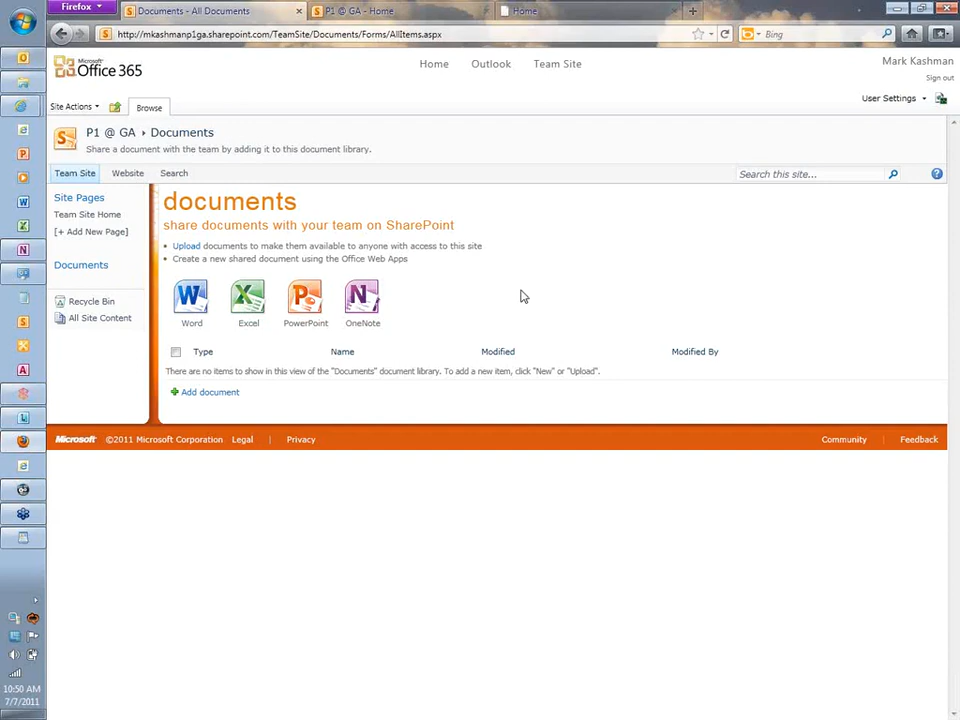 Firefox
Documents - All Documents
P1 @ GA - Home
Home
http://mkashmanp1ga.sharepoint.com/TeamSite/Documents/Forms/AllItems.aspx
Bing
Microsoft
Office 365
Home
Outlook
Team Site
Mark Kashman
Sign out
Site Actions
Browse
User Settings
P1 @ GA
Documents
Share a document with the team by adding it to this document library.
Team Site
Website
Search
Search this site...
Site Pages
Team Site Home
[+ Add New Page]
Documents
Recycle Bin
All Site Content
documents
share documents with your team on SharePoint
Upload documents to make them available to anyone with access to this site
Create a new shared document using the Office Web Apps
Word
Excel
PowerPoint
OneNote
Type
Name
Modified
Modified By
There are no items to show in this view of the "Documents" document library. To add a new item, click "New" or "Upload".
Add document
Microsoft
©2011 Microsoft Corporation
Legal
|
Privacy
Community
|
Feedback
10:50 AM
7/7/2011